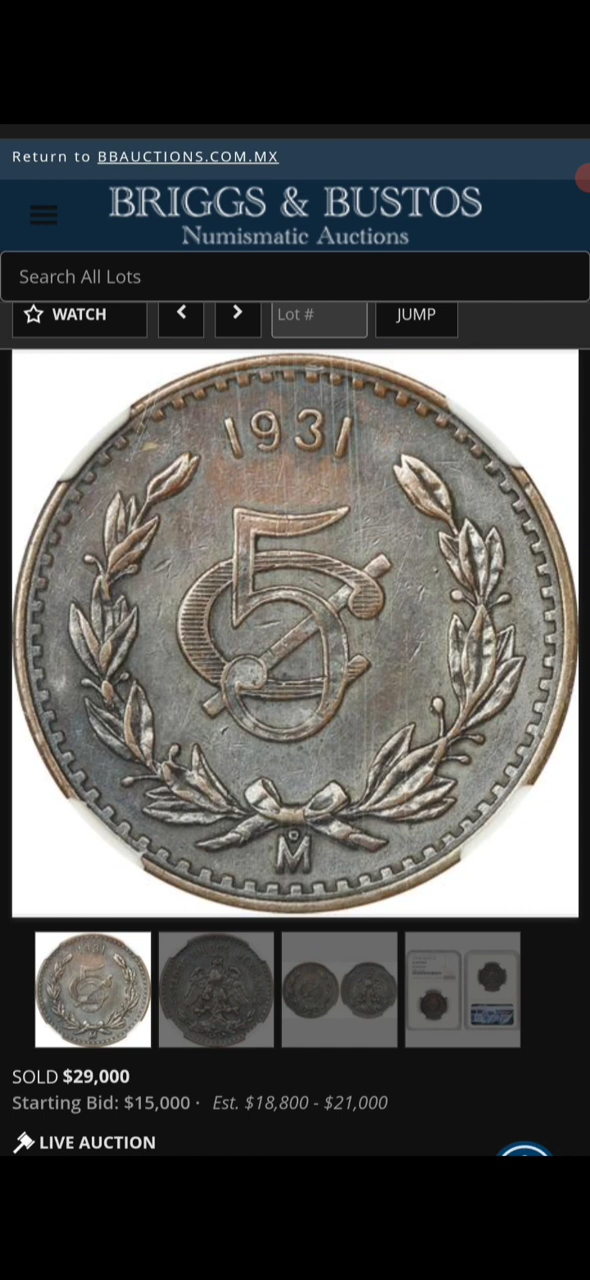 Return to BBAUCTIONS.COM.MX
BRIGGS & BUSTOS
Numismatic Auctions
Search All Lots
WATCH
Lot #
JUMP
1931
5 C
M̊
SOLD $29,000
Starting Bid: $15,000 · Est. $18,800 - $21,000
LIVE AUCTION